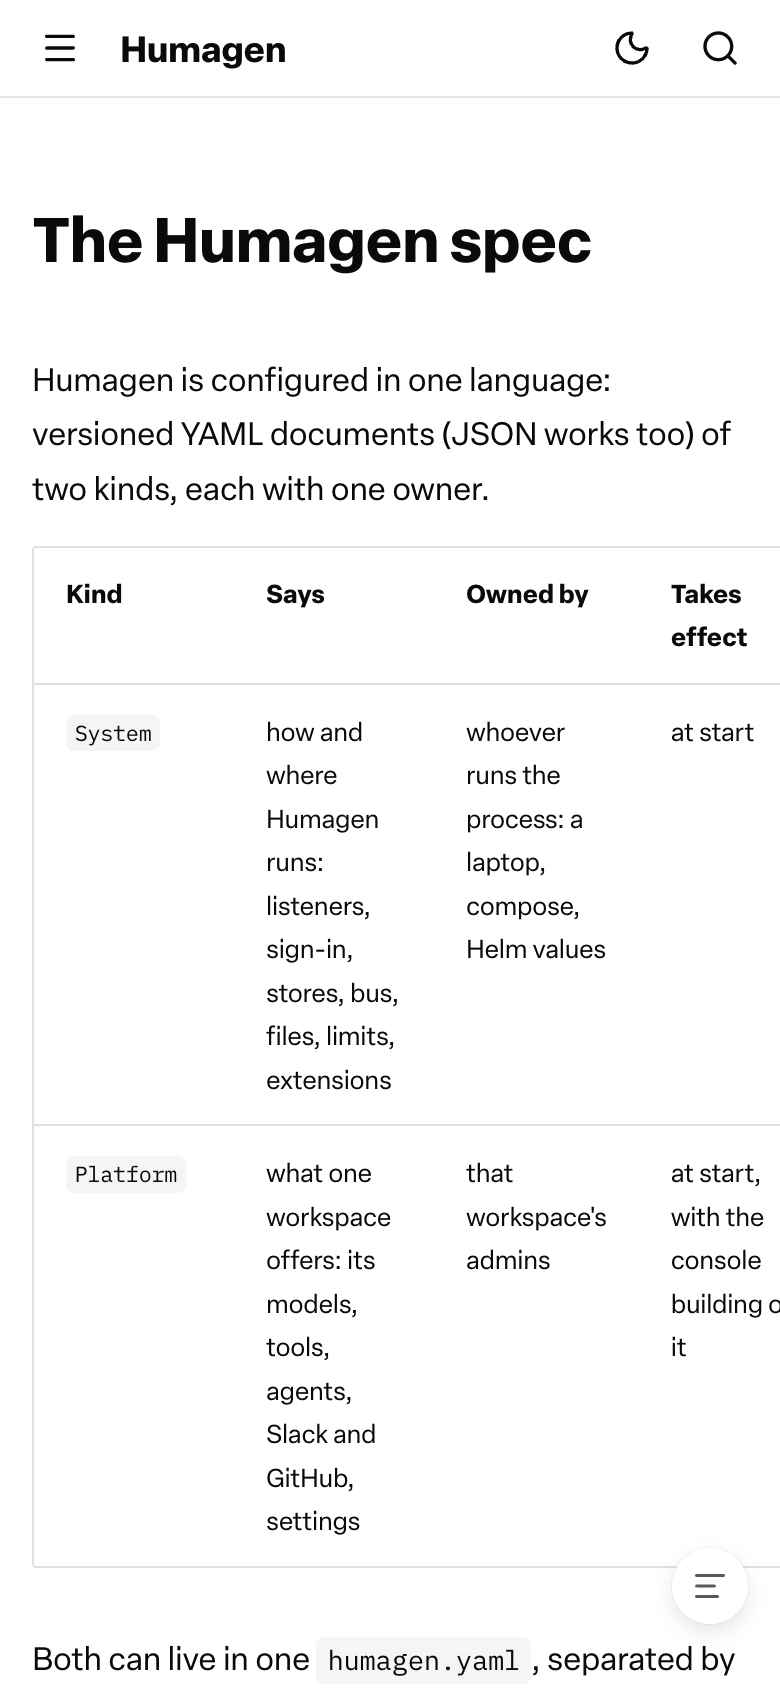 Humagen
The Humagen spec
Humagen is configured in one language:
versioned YAML documents (JSON works too) of
two kinds, each with one owner.
Kind
Says
Owned by
Takes
effect
System
how and
where
Humagen
runs:
listeners,
sign-in,
stores, bus,
files, limits,
extensions
whoever
runs the
process: a
laptop,
compose,
Helm values
at start
Platform
what one
workspace
offers: its
models,
tools,
agents,
Slack and
GitHub,
settings
that
workspace's
admins
at start,
with the
console
building
it
Both can live in one humagen.yaml, separated by